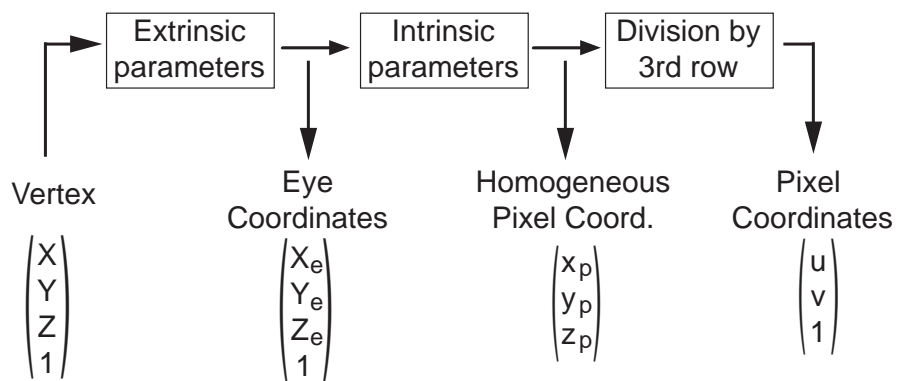 Extrinsic
parameters
Intrinsic
parameters
Division by
3rd row
Vertex
Eye
Coordinates
Homogeneous
Pixel Coord.
Pixel
Coordinates
X
Y
Z
1
Xe
Ye
Ze
1
xp
yp
zp
u
v
1